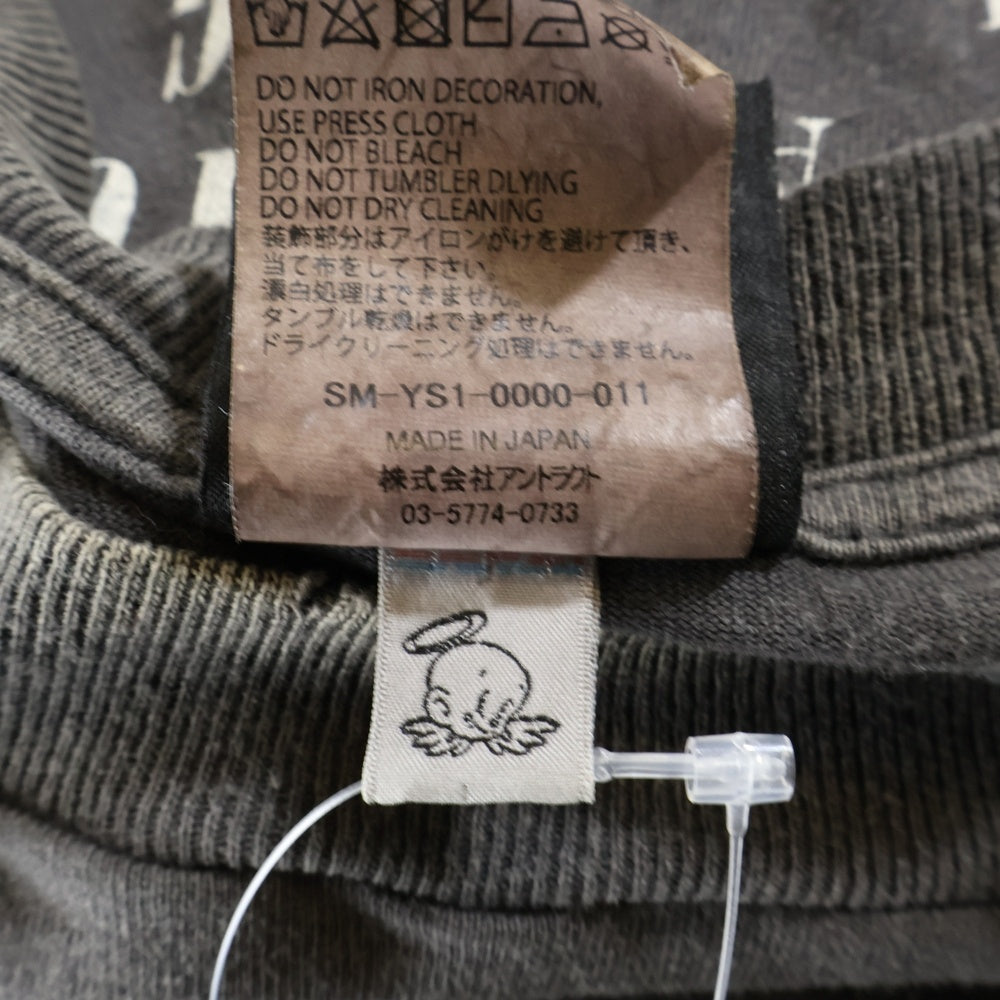 DO NOT IRON DECORATION,
USE PRESS CLOTH
DO NOT BLEACH
DO NOT TUMBLER DLYING
DO NOT DRY CLEANING
装飾部分はアイロンがけを避けて頂き、
当て布をして下さい。
漂白処理はできません。
タンブル乾燥はできません。
ドライクリーニング処理はできません。
SM-YS1-0000-011
MADE IN JAPAN
株式会社アントラクト
03-5774-0733